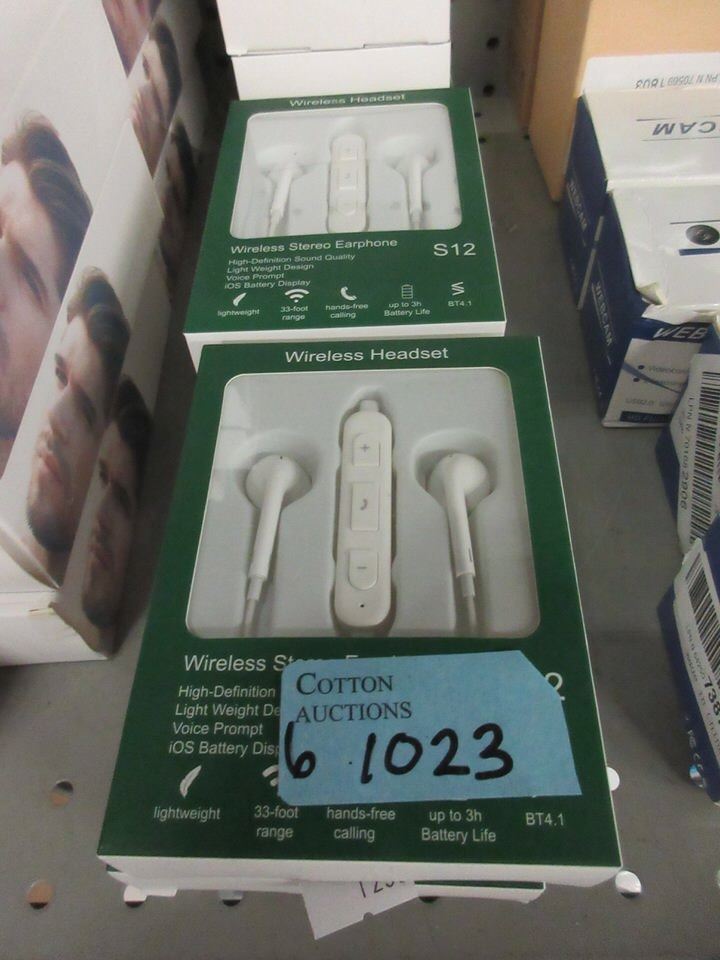 Wireless Headset
Wireless Stereo Earphone S12
High-Definition Sound Quality
Light Weight Design
Voice Prompt
iOS Battery Display
lightweight
33-foot range
hands-free calling
up to 3h Battery Life
BT4.1
Wireless Headset
Wireless 2
High-Definition
Light Weight
Voice Prompt
iOS Battery
COTTON
AUCTIONS
6 1023
lightweight
33-foot range
hands-free calling
up to 3h Battery Life
BT4.1
WEBCAM
WEBCAM
WEB
CAM